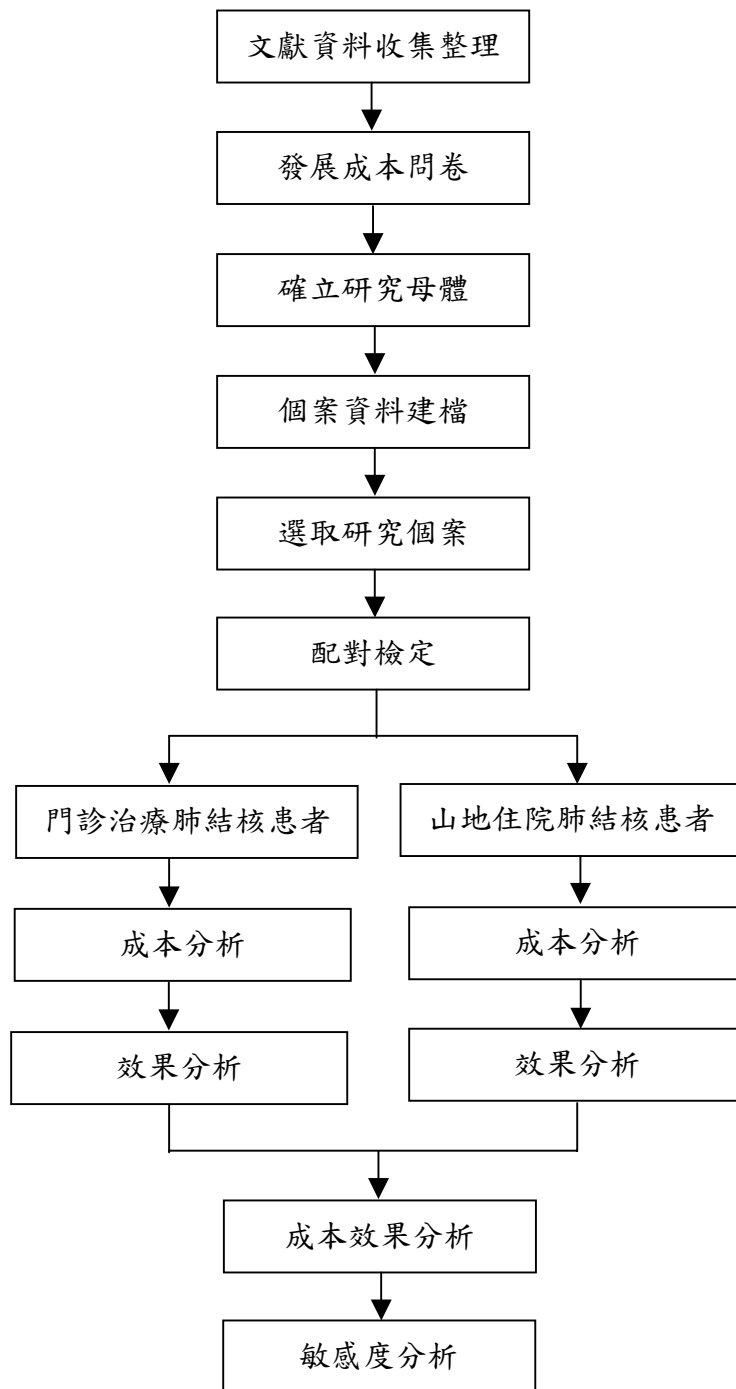 文獻資料收集整理
發展成本問卷
確立研究母體
個案資料建檔
選取研究個案
配對檢定
門診治療肺結核患者
山地住院肺結核患者
成本分析
成本分析
效果分析
效果分析
成本效果分析
敏感度分析